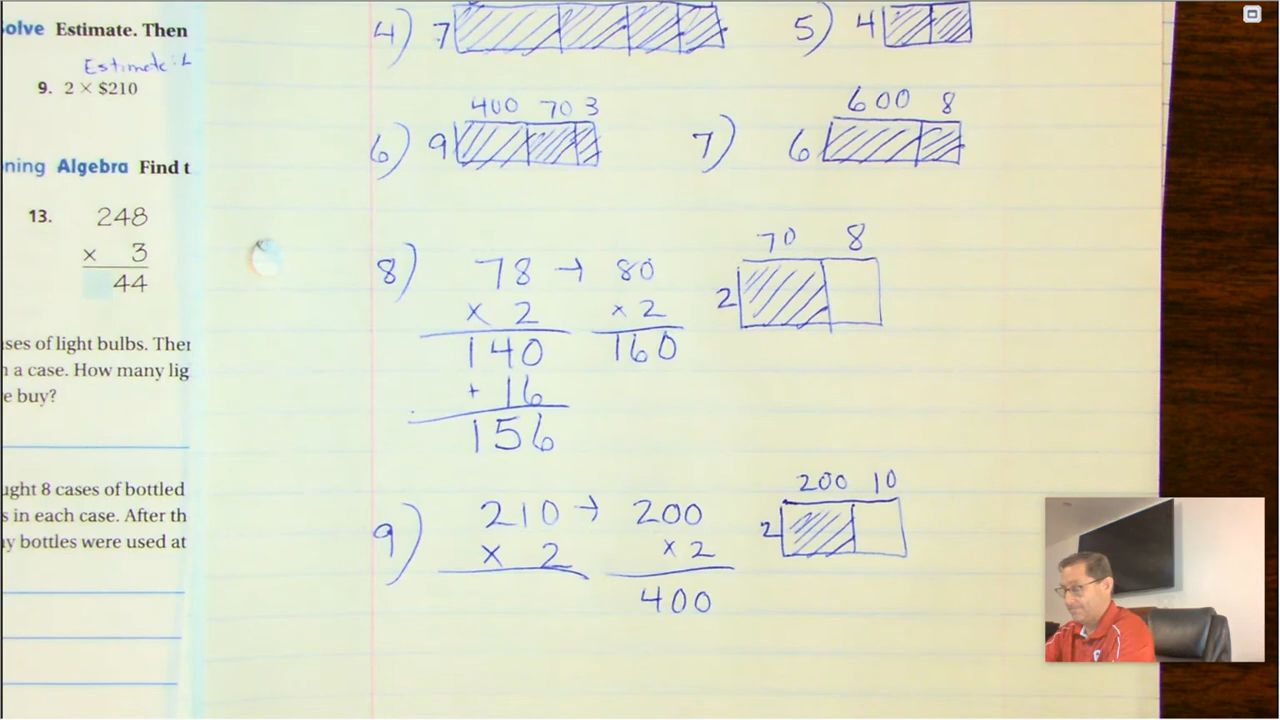 olve Estimate. Then
Estimate: L
9. 2 × $210
ning Algebra Find t
13. 248
× 3
44
ses of light bulbs. Ther
n a case. How many lig
e buy?
ught 8 cases of bottled
s in each case. After th
y bottles were used at
4) 7
5) 4
400 70 3
6) 9
600 8
7) 6
70 8
8) 78 → 80 2
x 2 x 2
140 160
+ 16
156
200 10
9) 210 → 200 2
x 2 x 2
400